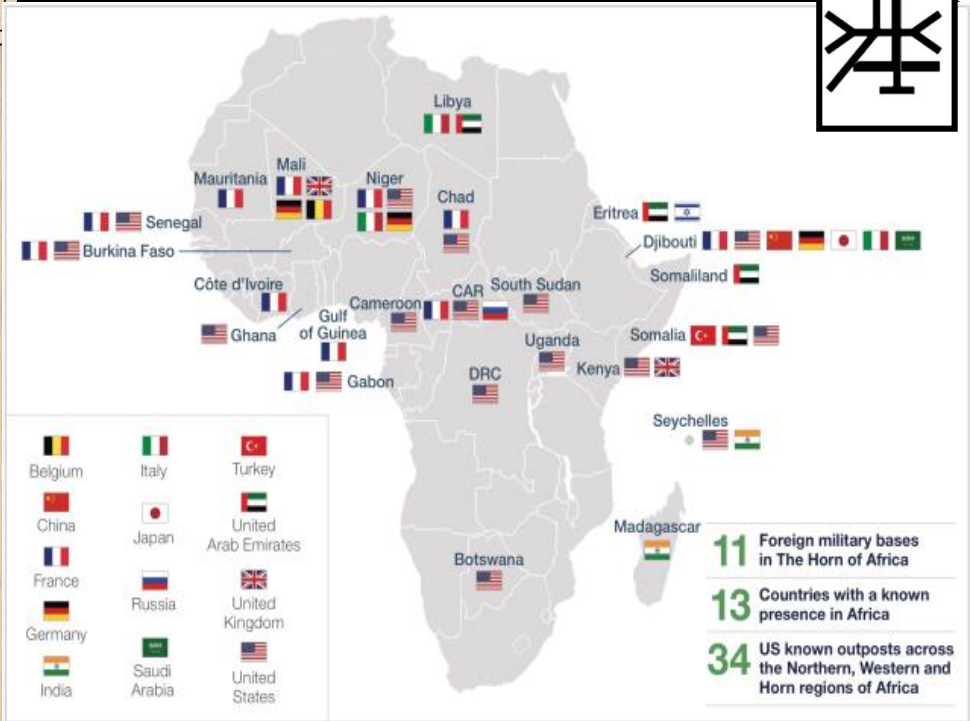 Libya
Mali
Mauritania
Niger
Chad
Senegal
Burkina Faso
Eritrea
Djibouti
Somaliland
Côte d'Ivoire
Cameroon
CAR
South Sudan
Ghana
Gulf
of Guinea
Uganda
Somalia
Gabon
DRC
Kenya
Seychelles
Madagascar
Botswana
Belgium
Italy
Turkey
China
Japan
United
Arab Emirates
France
Russia
United
Kingdom
Germany
Saudi
Arabia
United
States
India
11 Foreign military bases
in The Horn of Africa
13 Countries with a known
presence in Africa
34 US known outposts across
the Northern, Western and
Horn regions of Africa